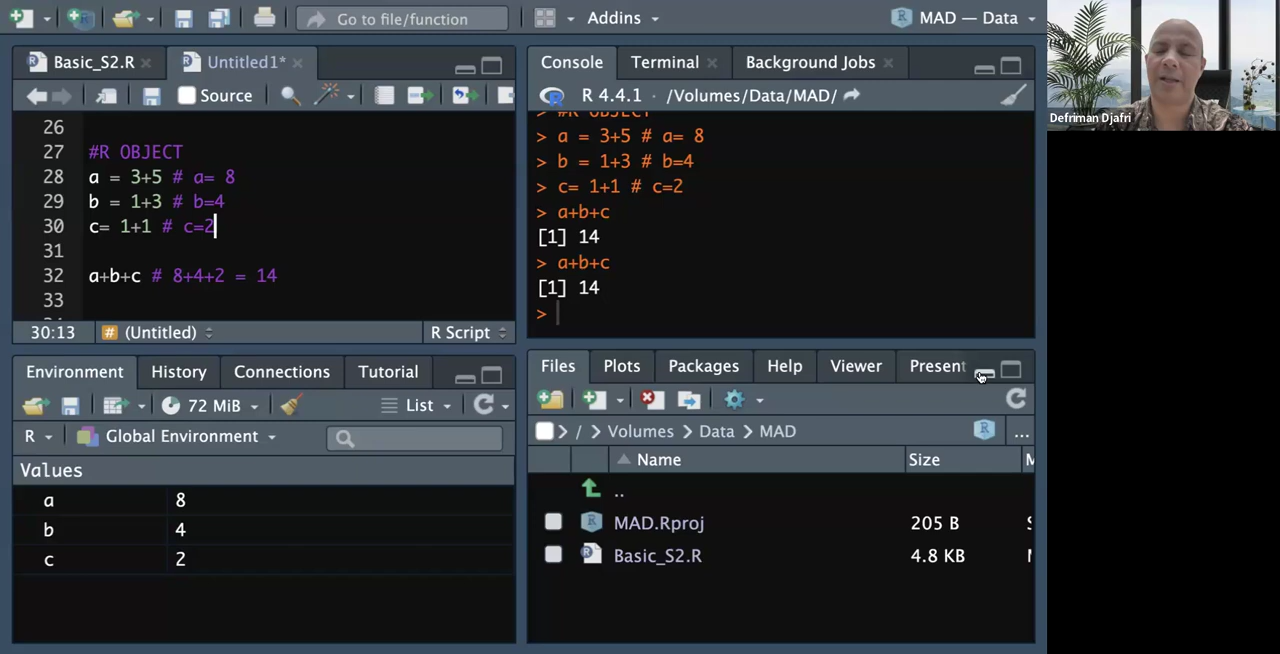 Go to file/function
Addins
MAD — Data
Basic_S2.R
Untitled1*
Source
26
27 #R OBJECT
28 a = 3+5 # a= 8
29 b = 1+3 # b=4
30 c= 1+1 # c=2
31
32 a+b+c # 8+4+2 = 14
33
30:13 # (Untitled) R Script
Console Terminal Background Jobs
R 4.4.1 · /Volumes/Data/MAD/
> #R OBJECT
> a = 3+5 # a= 8
> b = 1+3 # b=4
> c= 1+1 # c=2
> a+b+c
[1] 14
> a+b+c
[1] 14
>
Defriman Djafri
Environment History Connections Tutorial
72 MiB List
R Global Environment
Values
a 8
b 4
c 2
Files Plots Packages Help Viewer Present
/ Volumes Data MAD ...
Name Size M
..
MAD.Rproj 205 B S
Basic_S2.R 4.8 KB M